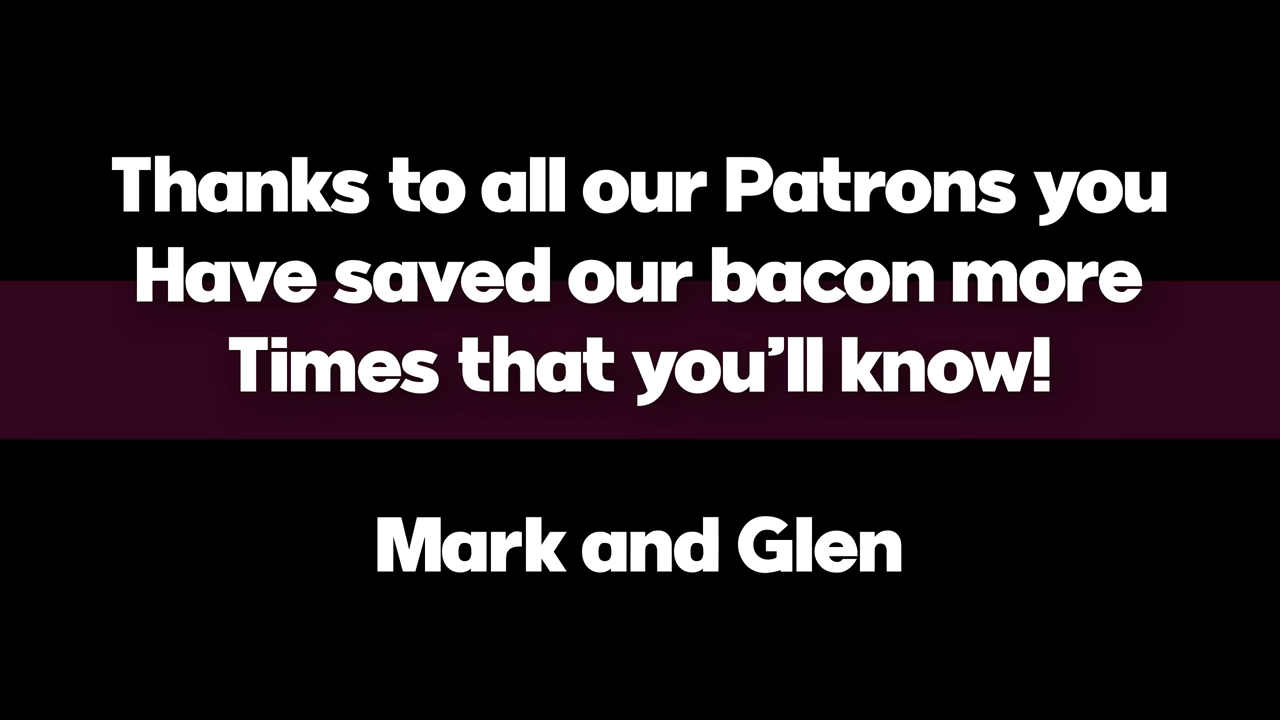 Thanks to all our Patrons you
Have saved our bacon more
Times that you’ll know!
Mark and Glen